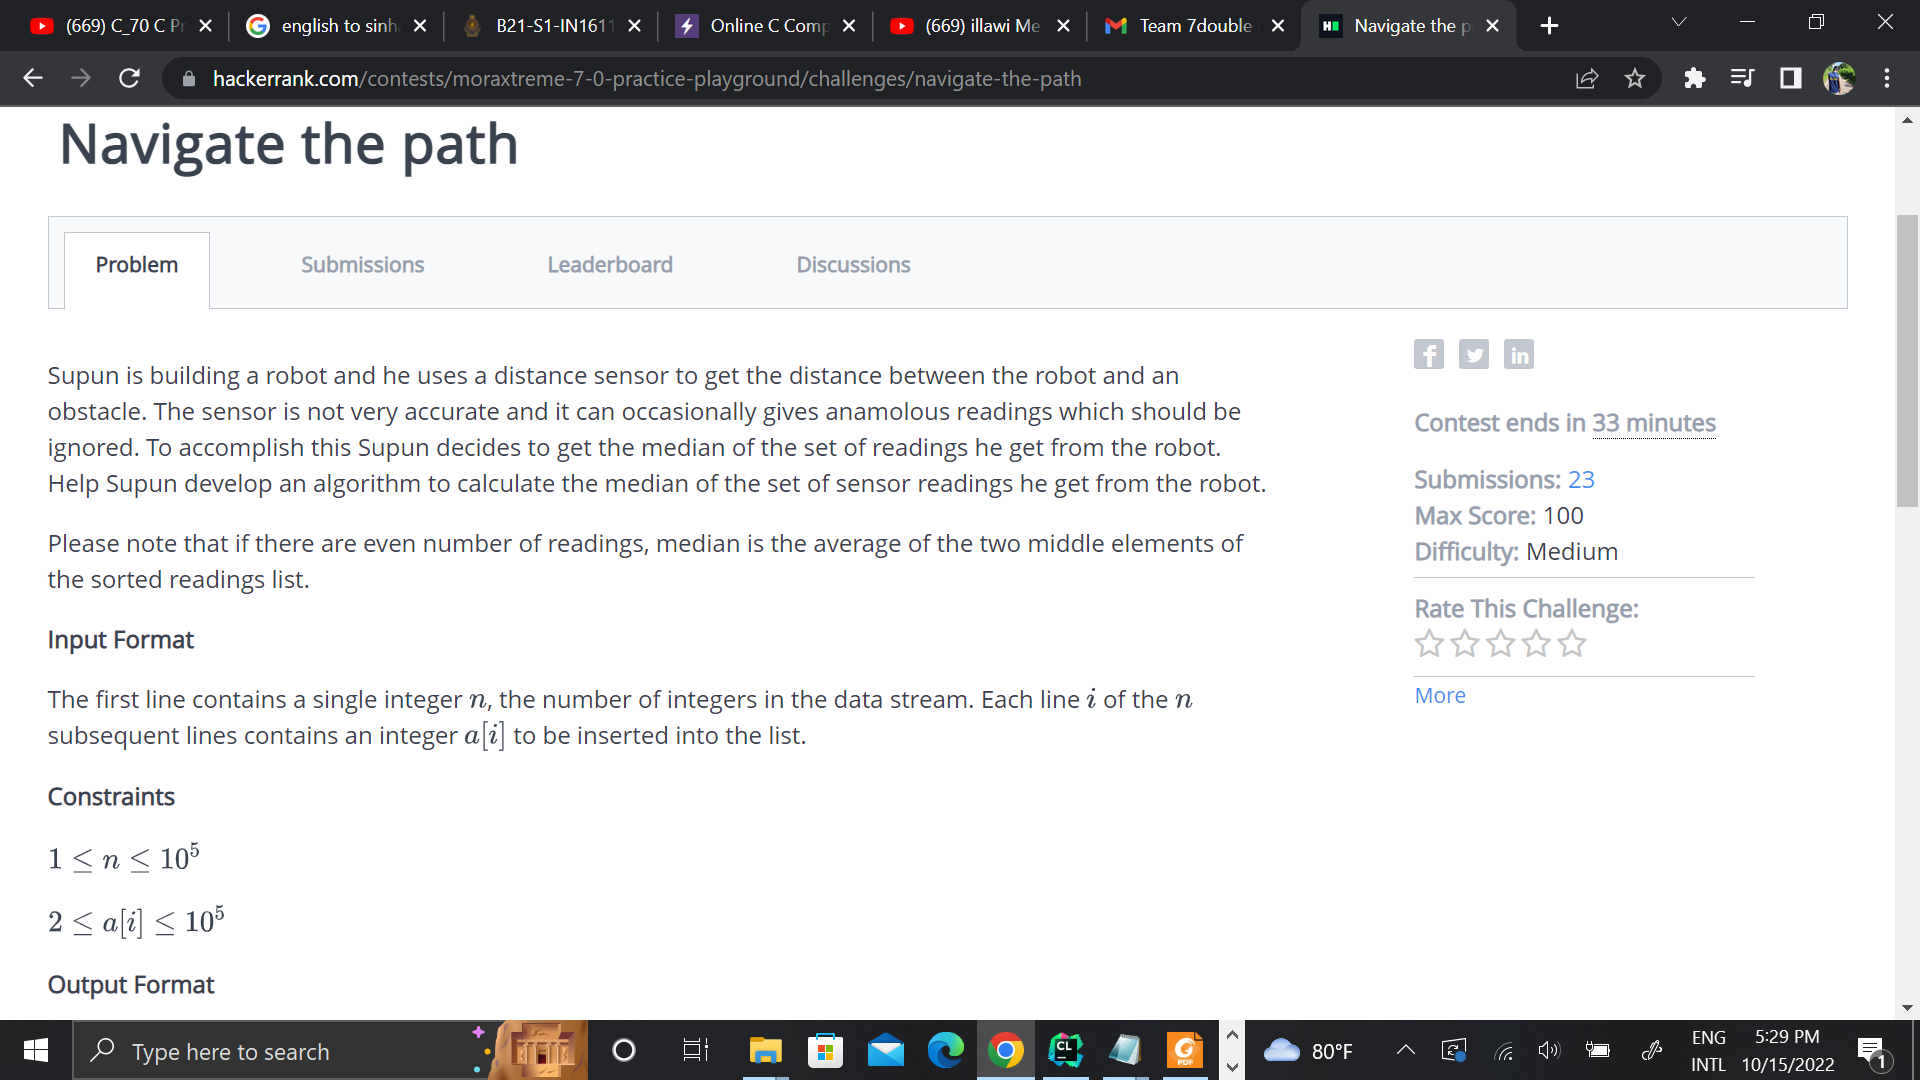 (669) C_70 C Pr
english to sinh
B21-S1-IN1611
Online C Comp
(669) illawi Me
Team 7double
Navigate the p
hackerrank.com/contests/moraxtreme-7-0-practice-playground/challenges/navigate-the-path
Navigate the path
Problem
Submissions
Leaderboard
Discussions
Supun is building a robot and he uses a distance sensor to get the distance between the robot and an
obstacle. The sensor is not very accurate and it can occasionally gives anamolous readings which should be
ignored. To accomplish this Supun decides to get the median of the set of readings he get from the robot.
Help Supun develop an algorithm to calculate the median of the set of sensor readings he get from the robot.
Please note that if there are even number of readings, median is the average of the two middle elements of
the sorted readings list.
Input Format
The first line contains a single integer n, the number of integers in the data stream. Each line i of the n
subsequent lines contains an integer a[i] to be inserted into the list.
Constraints
1 ≤ n ≤ 10⁵
2 ≤ a[i] ≤ 10⁵
Output Format
Contest ends in 33 minutes
Submissions: 23
Max Score: 100
Difficulty: Medium
Rate This Challenge:
More
Type here to search
80°F
ENG
INTL
5:29 PM
10/15/2022
1